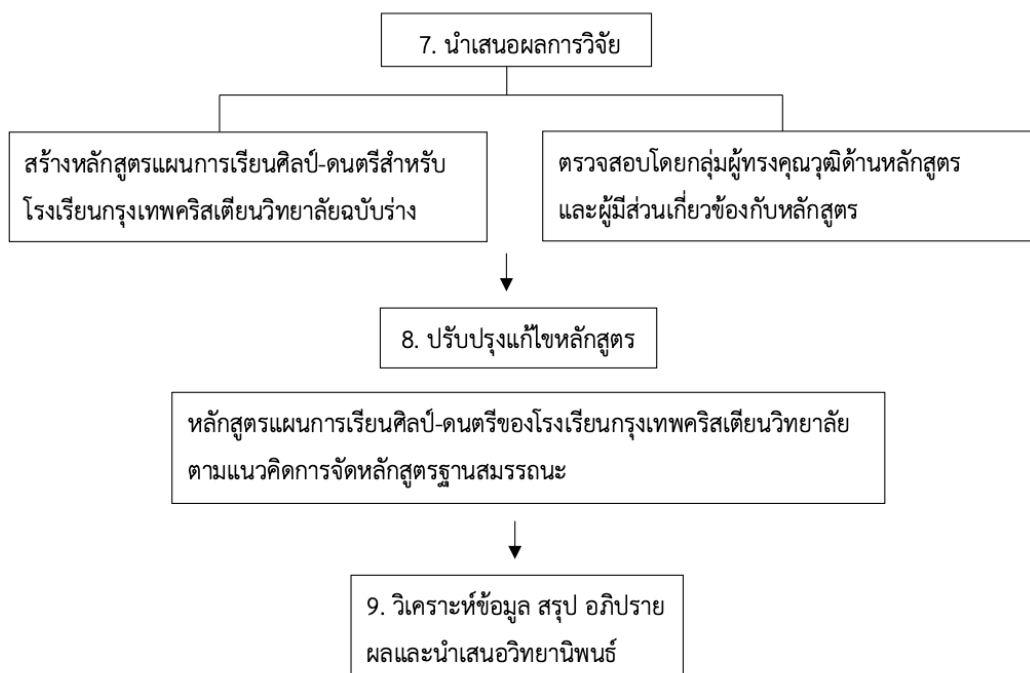 7. นำเสนอผลการวิจัย
สร้างหลักสูตรแผนการเรียนศิลป์-ดนตรีสำหรับ
โรงเรียนกรุงเทพคริสเตียนวิทยาลัยฉบับร่าง
ตรวจสอบโดยกลุ่มผู้ทรงคุณวุฒิด้านหลักสูตร
และผู้มีส่วนเกี่ยวข้องกับหลักสูตร
8. ปรับปรุงแก้ไขหลักสูตร
หลักสูตรแผนการเรียนศิลป์-ดนตรีของโรงเรียนกรุงเทพคริสเตียนวิทยาลัย
ตามแนวคิดการจัดหลักสูตรฐานสมรรถนะ
9. วิเคราะห์ข้อมูล สรุป อภิปราย
ผลและนำเสนอวิทยานิพนธ์